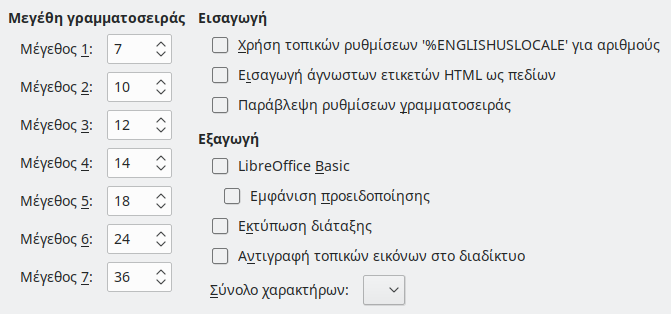 Μεγέθη γραμματοσειράς
Μέγεθος 1: 7
Μέγεθος 2: 10
Μέγεθος 3: 12
Μέγεθος 4: 14
Μέγεθος 5: 18
Μέγεθος 6: 24
Μέγεθος 7: 36
Εισαγωγή
Χρήση τοπικών ρυθμίσεων '%ENGLISHUSLOCALE' για αριθμούς
Εισαγωγή άγνωστων ετικετών HTML ως πεδίων
Παράβλεψη ρυθμίσεων γραμματοσειράς
Εξαγωγή
LibreOffice Basic
Εμφάνιση προειδοποίησης
Εκτύπωση διάταξης
Αντιγραφή τοπικών εικόνων στο διαδίκτυο
Σύνολο χαρακτήρων: